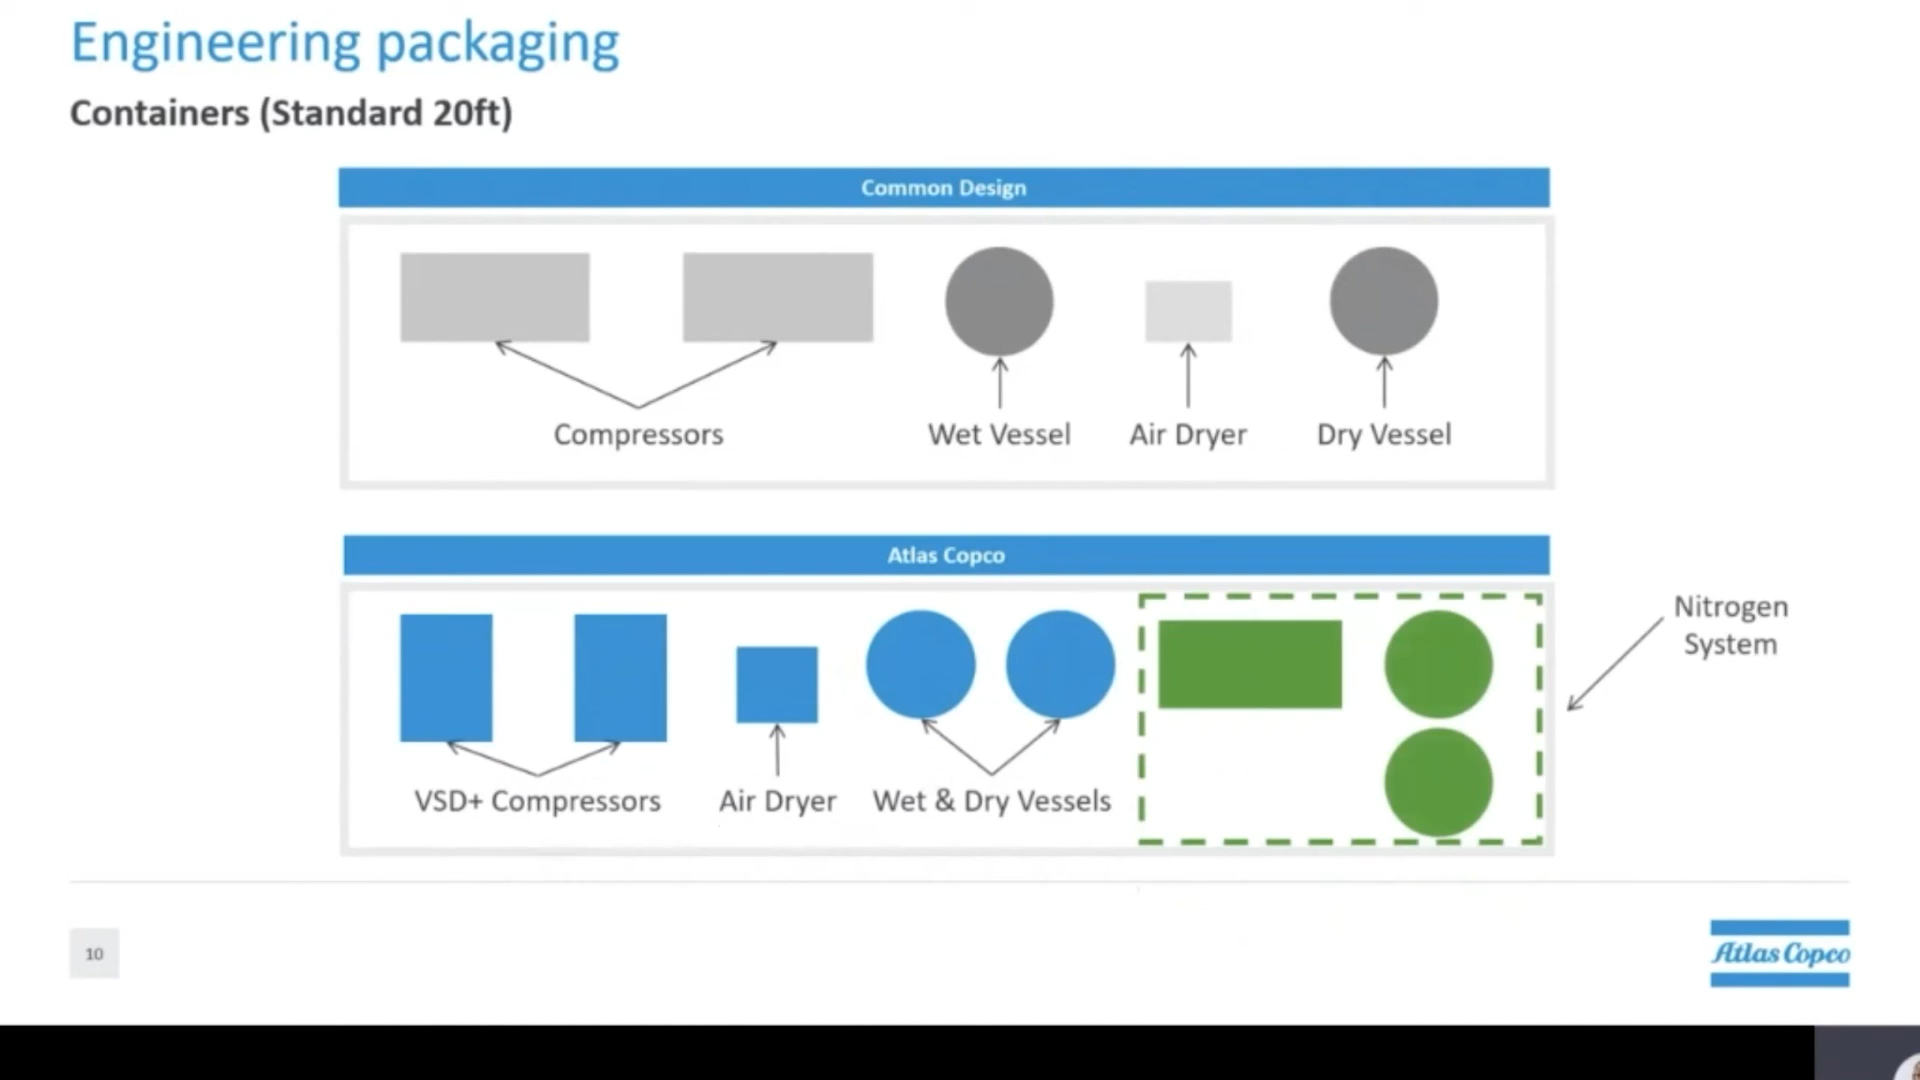 Engineering packaging
Containers (Standard 20ft)
Common Design
Compressors
Wet Vessel
Air Dryer
Dry Vessel
Atlas Copco
Nitrogen
System
VSD+ Compressors
Air Dryer
Wet & Dry Vessels
10
Atlas Copco